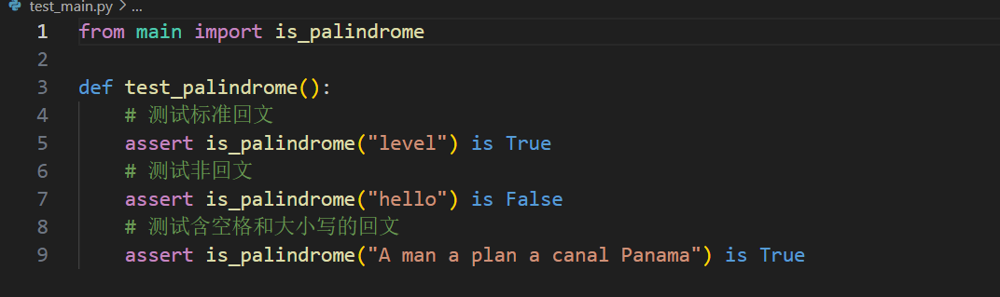 test_main.py > ...
1 from main import is_palindrome
2
3 def test_palindrome():
4     # 测试标准回文
5     assert is_palindrome("level") is True
6     # 测试非回文
7     assert is_palindrome("hello") is False
8     # 测试含空格和大小写的回文
9     assert is_palindrome("A man a plan a canal Panama") is True